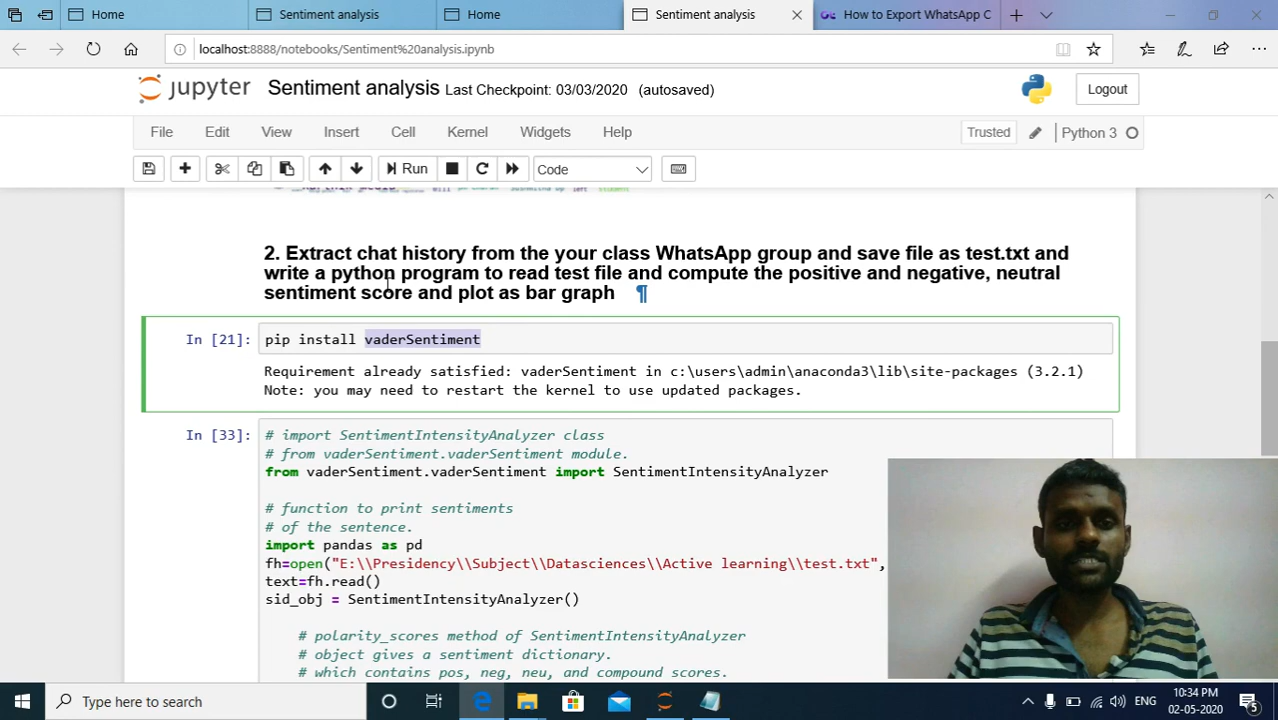 Home
Sentiment analysis
Home
Sentiment analysis
How to Export WhatsApp C
localhost:8888/notebooks/Sentiment%20analysis.ipynb
jupyter Sentiment analysis Last Checkpoint: 03/03/2020 (autosaved)
Logout
File Edit View Insert Cell Kernel Widgets Help
Trusted
Python 3
Run
Code
will
left student
2. Extract chat history from the your class WhatsApp group and save file as test.txt and
write a python program to read test file and compute the positive and negative, neutral
sentiment score and plot as bar graph ¶
In [21]: pip install vaderSentiment
Requirement already satisfied: vaderSentiment in c:\users\admin\anaconda3\lib\site-packages (3.2.1)
Note: you may need to restart the kernel to use updated packages.
In [33]: # import SentimentIntensityAnalyzer class
# from vaderSentiment.vaderSentiment module.
from vaderSentiment.vaderSentiment import SentimentIntensityAnalyzer
# function to print sentiments
# of the sentence.
import pandas as pd
fh=open("E:\\Presidency\\Subject\\Datasciences\\Active learning\\test.txt",
text=fh.read()
sid_obj = SentimentIntensityAnalyzer()
# polarity_scores method of SentimentIntensityAnalyzer
# object gives a sentiment dictionary.
# which contains pos, neg, neu, and compound scores.
Type here to search
ENG
10:34 PM
02-05-2020
5